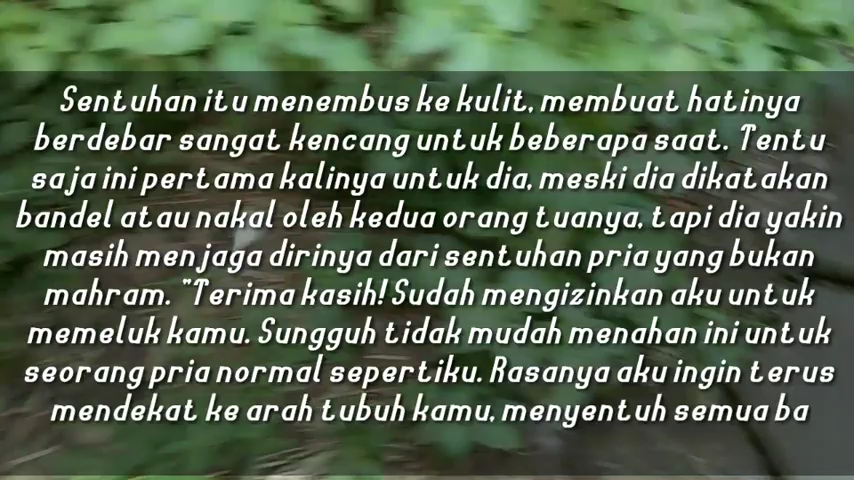 Sentuhan itu menembus ke kulit, membuat hatinya
berdebar sangat kencang untuk beberapa saat. Tentu
saja ini pertama kalinya untuk dia, meski dia dikatakan
bandel atau nakal oleh kedua orang tuanya, tapi dia yakin
masih menjaga dirinya dari sentuhan pria yang bukan
mahram. "Terima kasih! Sudah mengizinkan aku untuk
memeluk kamu. Sungguh tidak mudah menahan ini untuk
seorang pria normal sepertiku. Rasanya aku ingin terus
mendekat ke arah tubuh kamu, menyentuh semua ba